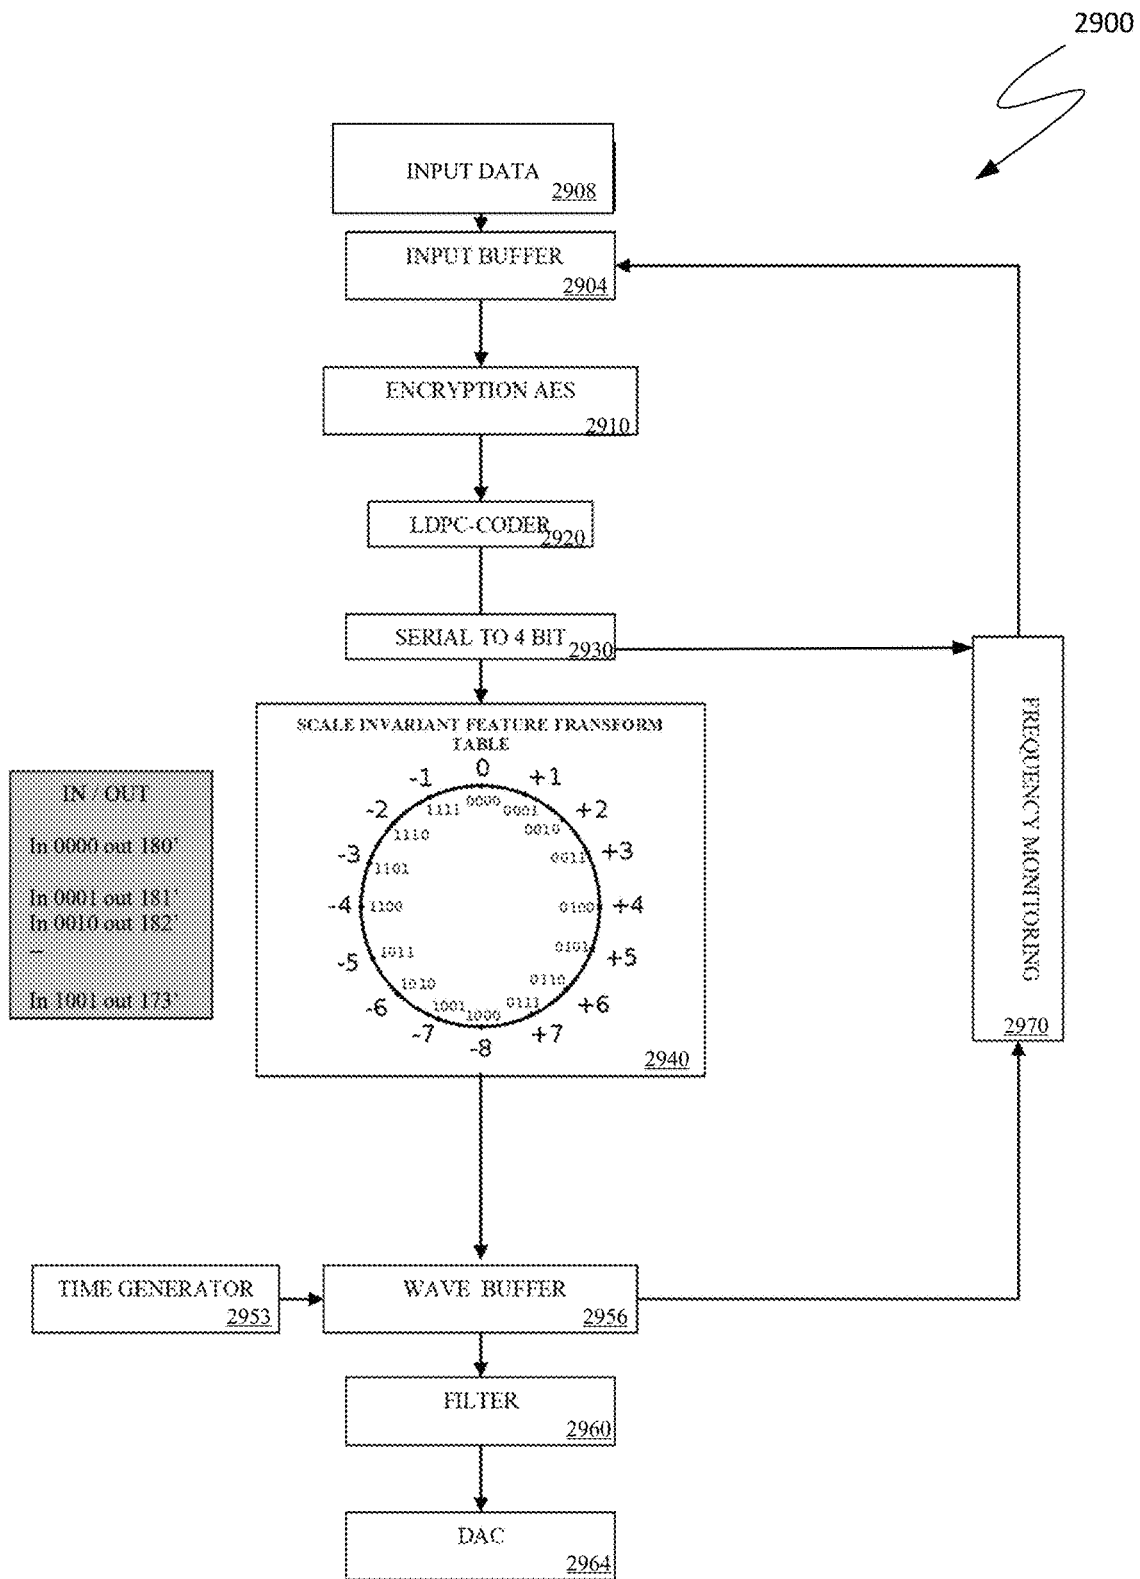 2900
INPUT DATA
2908
INPUT BUFFER
2904
ENCRYPTION AES
2910
LDPC-CODER
2920
SERIAL TO 4 BIT
2930
SCALE INVARIANT FEATURE TRANSFORM
TABLE
0
-1
+1
-2
+2
-3
+3
-4
+4
-5
+5
-6
+6
-7
+7
-8
0000
1111
0001
1110
0010
1101
0011
1100
0100
1011
0101
1010
0110
1001
0111
1000
2940
IN / OUT
In 0000 out 180°
In 0001 out 181°
In 0010 out 182°
–
In 1001 out 173°
FREQUENCY MONITORING
2970
TIME GENERATOR
2953
WAVE BUFFER
2956
FILTER
2960
DAC
2964